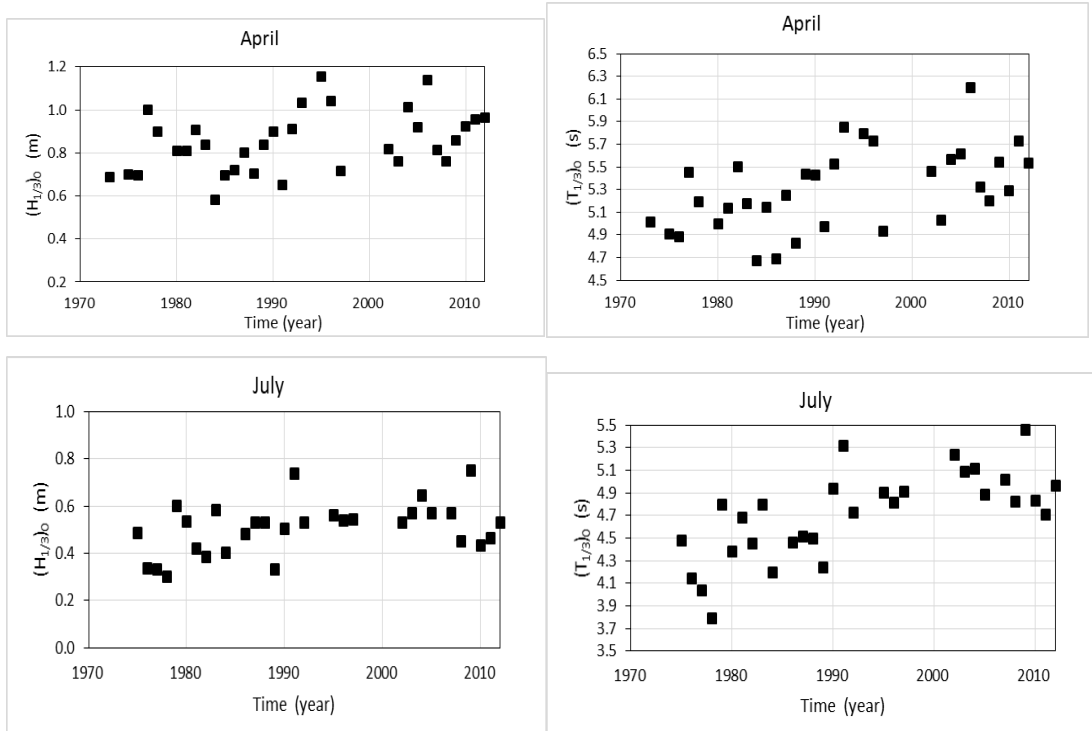 April
1.2
1.0
0.8
0.6
0.4
0.2
(H1/3)O (m)
1970 1980 1990 2000 2010
Time (year)
April
6.5
6.3
6.1
5.9
5.7
5.5
5.3
5.1
4.9
4.7
4.5
(T1/3)O (s)
1970 1980 1990 2000 2010
Time (year)
July
1.0
0.8
0.6
0.4
0.2
0.0
(H1/3)O (m)
1970 1980 1990 2000 2010
Time (year)
July
5.5
5.3
5.1
4.9
4.7
4.5
4.3
4.1
3.9
3.7
3.5
(T1/3)O (s)
1970 1980 1990 2000 2010
Time (year)